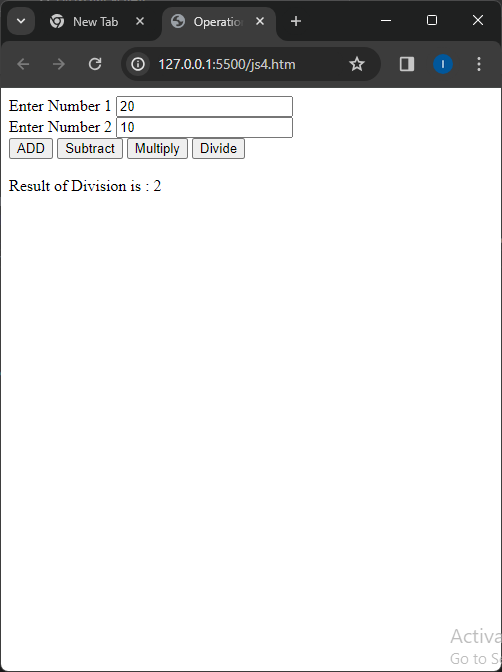 New Tab
Operation
127.0.0.1:5500/js4.htm
I
Enter Number 1 20
Enter Number 2 10
ADD Subtract Multiply Divide
Result of Division is : 2
Activa
Go to S